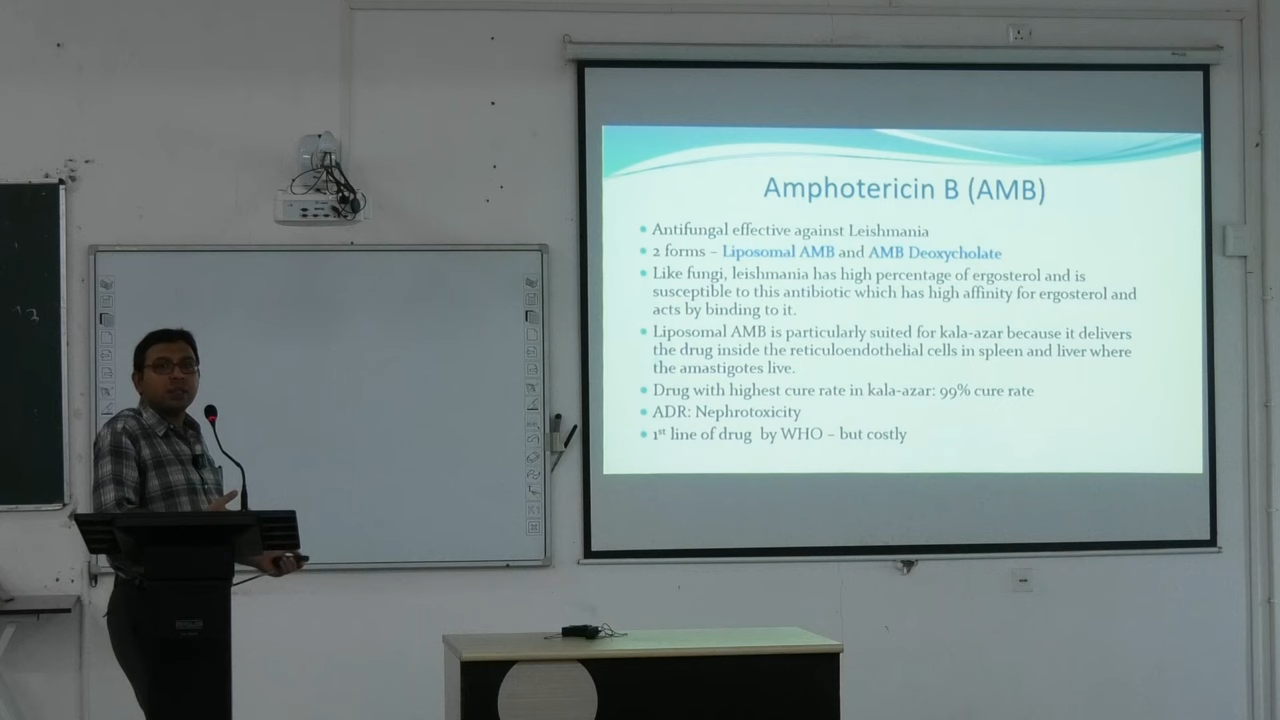 Amphotericin B (AMB)
Antifungal effective against Leishmania
2 forms – Liposomal AMB and AMB Deoxycholate
Like fungi, leishmania has high percentage of ergosterol and is
susceptible to this antibiotic which has high affinity for ergosterol and
acts by binding to it.
Liposomal AMB is particularly suited for kala-azar because it delivers
the drug inside the reticuloendothelial cells in spleen and liver where
the amastigotes live.
Drug with highest cure rate in kala-azar: 99% cure rate
ADR: Nephrotoxicity
1st line of drug by WHO – but costly